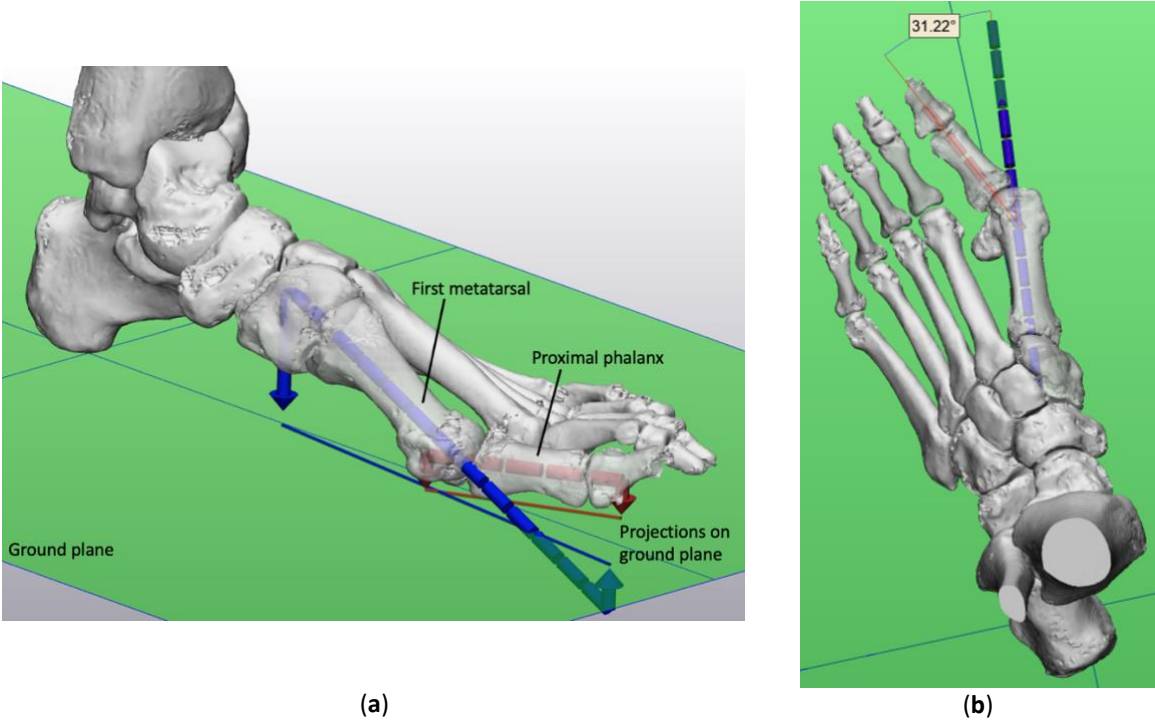 31.22°
First metatarsal
Proximal phalanx
Projections on
ground plane
Ground plane
(a)
(b)